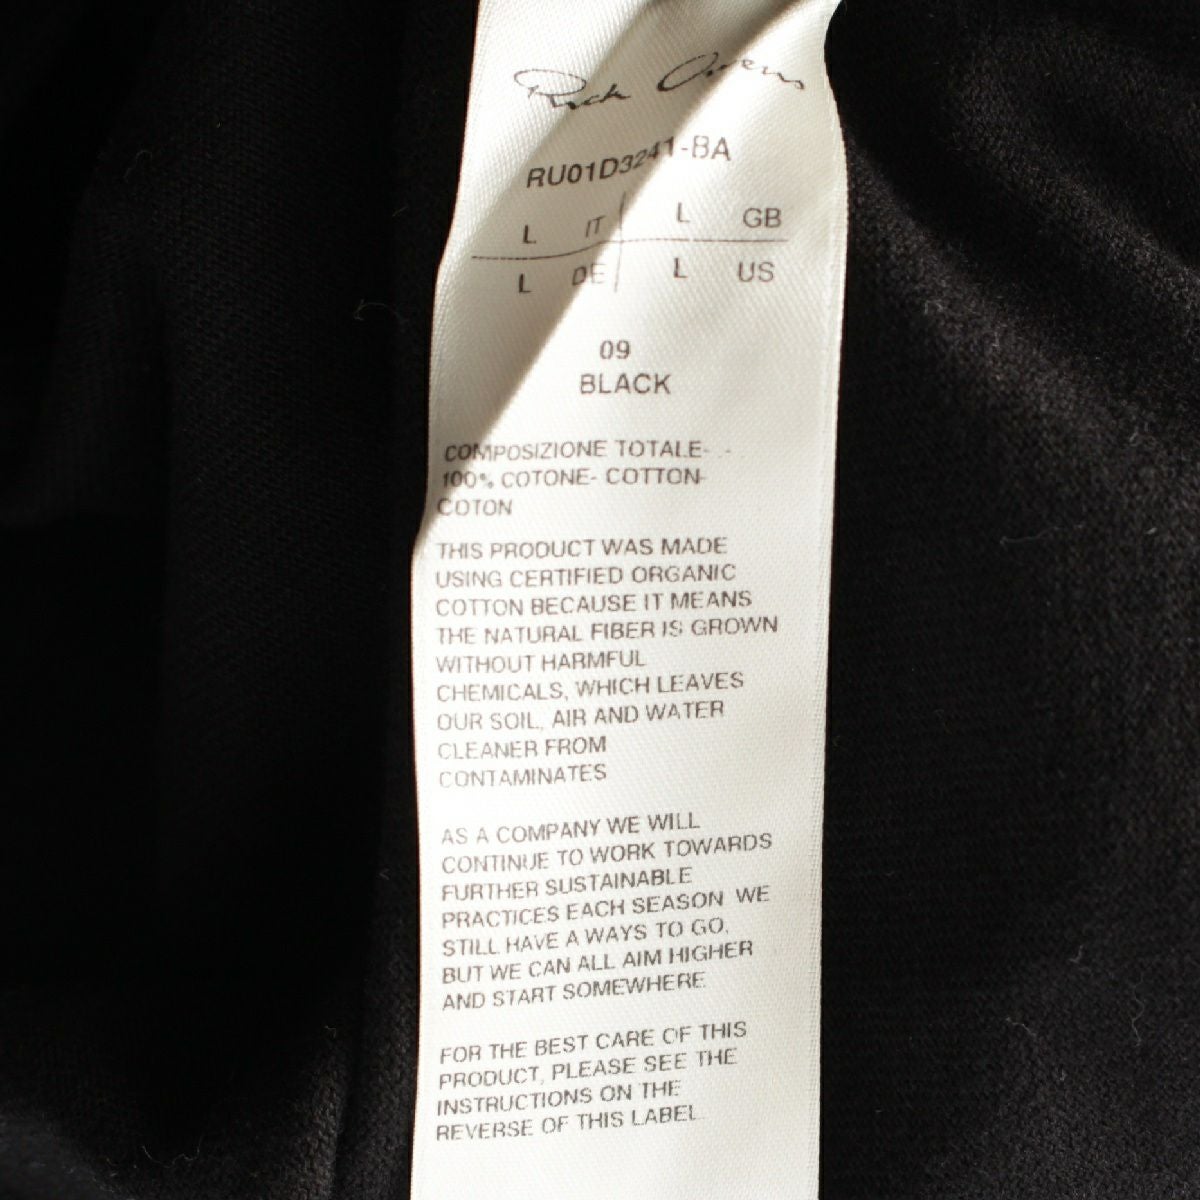 Rick Owens
RU01D3241-BA
L IT L GB
L DE L US
09
BLACK
COMPOSIZIONE TOTALE- -
100% COTONE- COTTON-
COTON
THIS PRODUCT WAS MADE
USING CERTIFIED ORGANIC
COTTON BECAUSE IT MEANS
THE NATURAL FIBER IS GROWN
WITHOUT HARMFUL
CHEMICALS, WHICH LEAVES
OUR SOIL, AIR AND WATER
CLEANER FROM
CONTAMINATES
AS A COMPANY WE WILL
CONTINUE TO WORK TOWARDS
FURTHER SUSTAINABLE
PRACTICES EACH SEASON WE
STILL HAVE A WAYS TO GO,
BUT WE CAN ALL AIM HIGHER
AND START SOMEWHERE
FOR THE BEST CARE OF THIS
PRODUCT, PLEASE SEE THE
INSTRUCTIONS ON THE
REVERSE OF THIS LABEL.